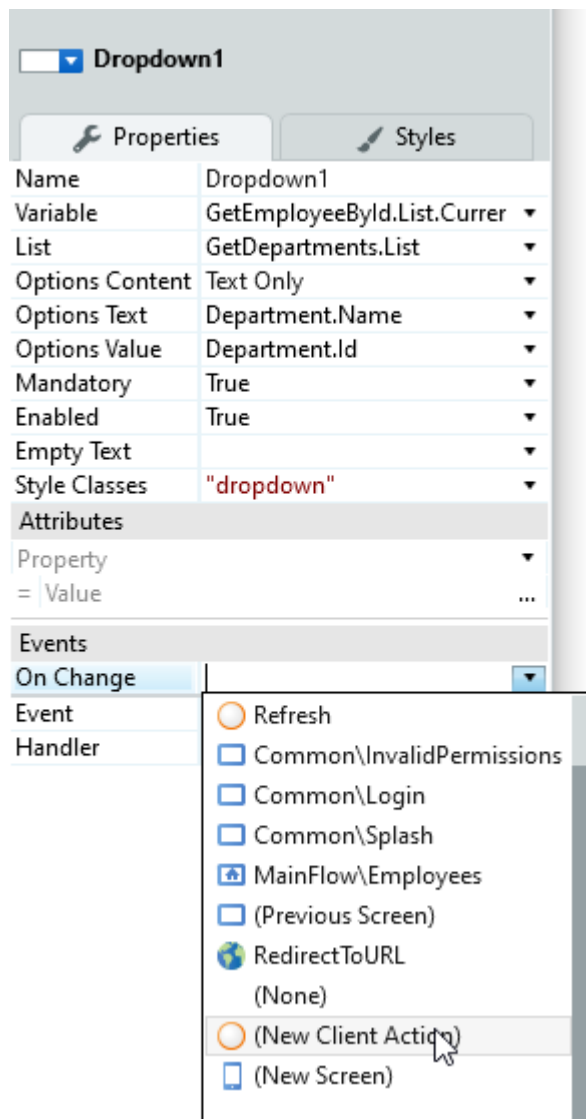 Dropdown1
Properties Styles
Name Dropdown1
Variable GetEmployeeById.List.Currer
List GetDepartments.List
Options Content Text Only
Options Text Department.Name
Options Value Department.Id
Mandatory True
Enabled True
Empty Text
Style Classes "dropdown"
Attributes
Property
= Value ...
Events
On Change
Event
Handler
Refresh
Common\InvalidPermissions
Common\Login
Common\Splash
MainFlow\Employees
(Previous Screen)
RedirectToURL
(None)
(New Client Action)
(New Screen)